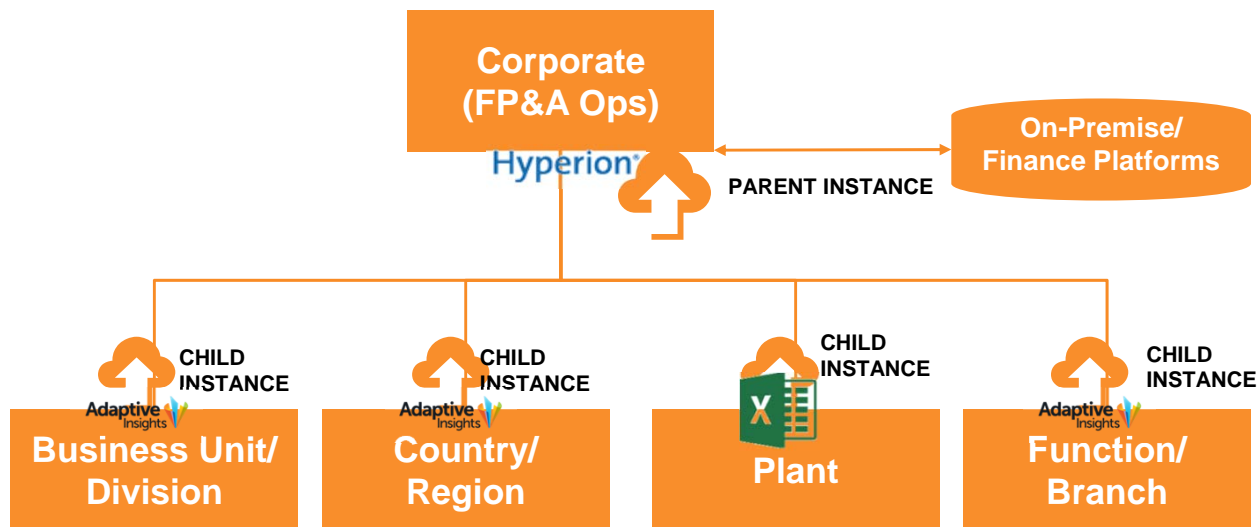 Corporate
(FP&A Ops)
Hyperion®
On-Premise/
Finance Platforms
PARENT INSTANCE
CHILD
INSTANCE
CHILD
INSTANCE
CHILD
INSTANCE
CHILD
INSTANCE
Adaptive
Insights
Adaptive
Insights
X
Adaptive
Insights
Business Unit/
Division
Country/
Region
Plant
Function/
Branch